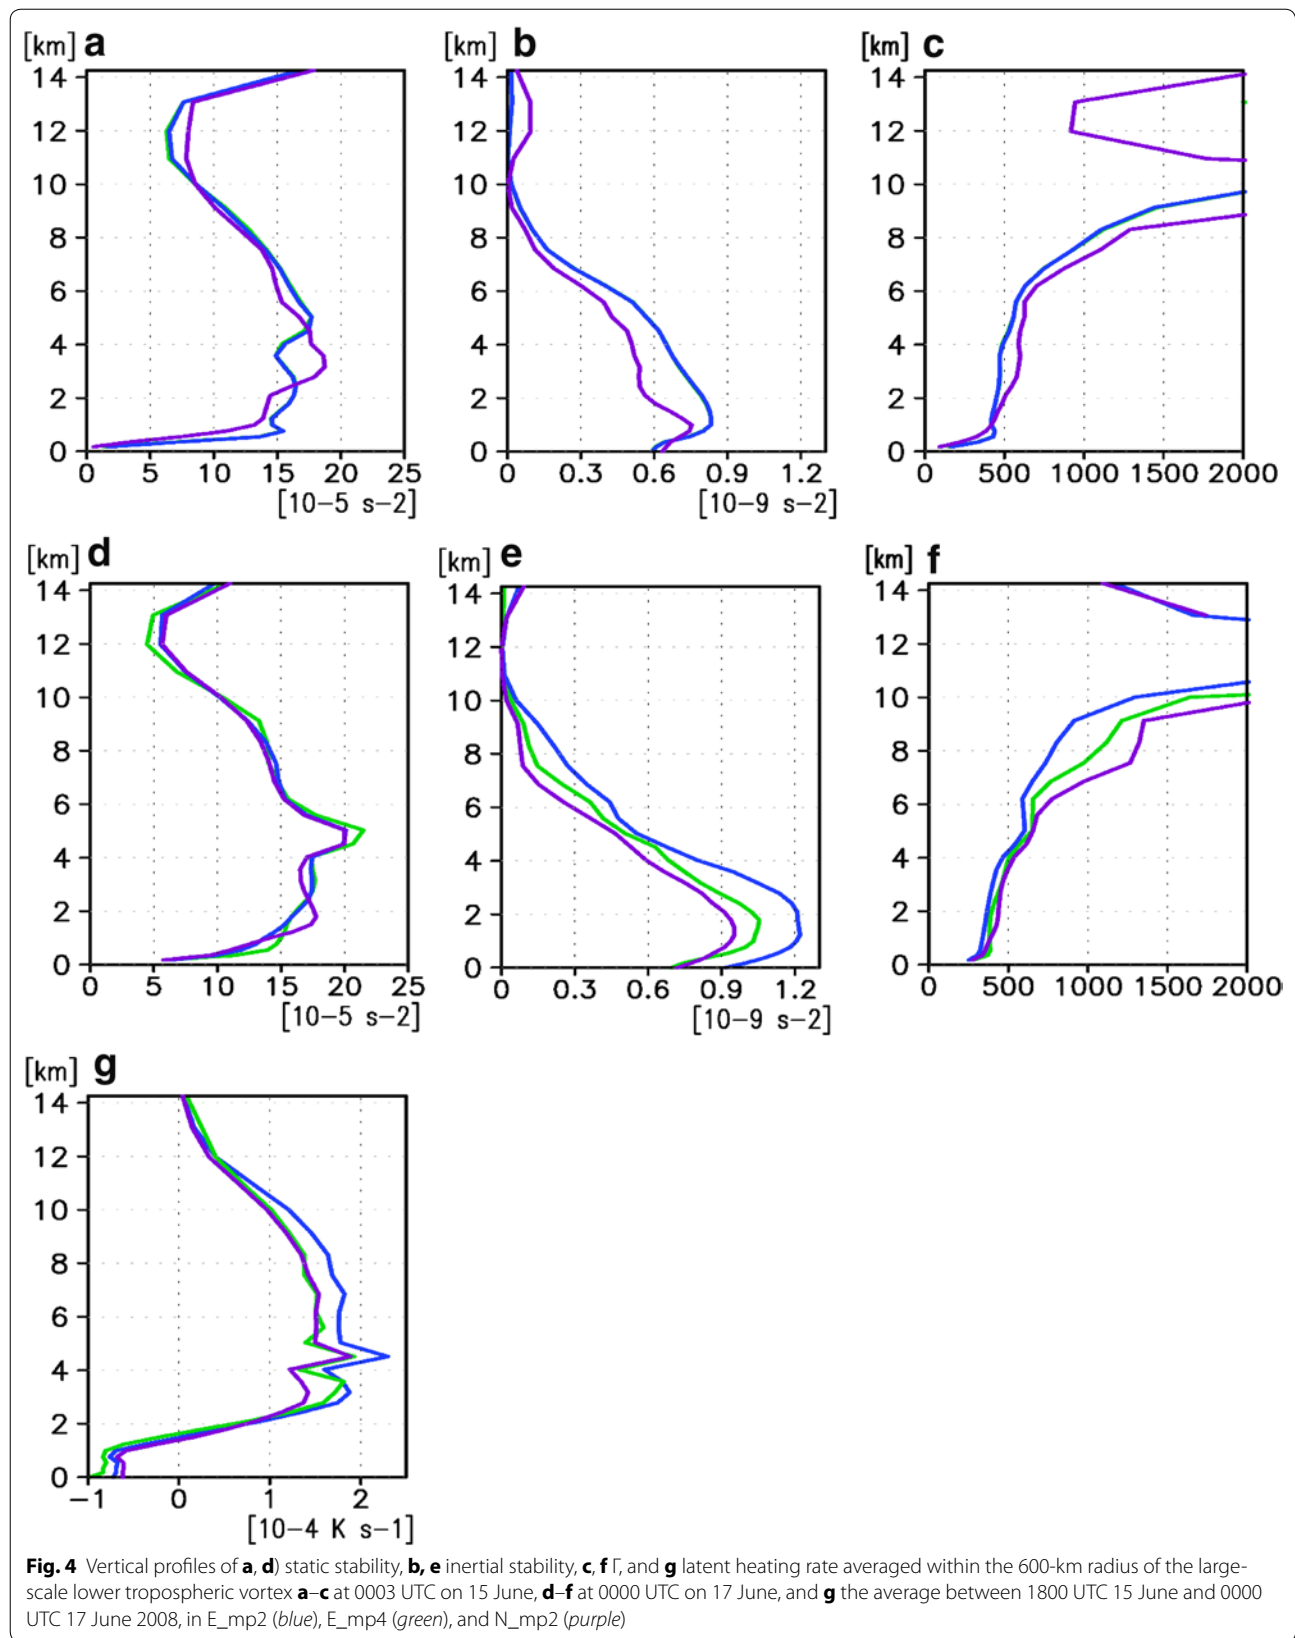 [km] a
[km] b
[km] c
14
12
10
8
6
4
2
0
0 5 10 15 20 25
[10−5 s−2]
14
12
10
8
6
4
2
0
0 0.3 0.6 0.9 1.2
[10−9 s−2]
14
12
10
8
6
4
2
0
0 500 1000 1500 2000
[km] d
[km] e
[km] f
14
12
10
8
6
4
2
0
0 5 10 15 20 25
[10−5 s−2]
14
12
10
8
6
4
2
0
0 0.3 0.6 0.9 1.2
[10−9 s−2]
14
12
10
8
6
4
2
0
0 500 1000 1500 2000
[km] g
14
12
10
8
6
4
2
0
−1 0 1 2
[10−4 K s−1]
Fig. 4 Vertical profiles of a, d) static stability, b, e inertial stability, c, f Γ, and g latent heating rate averaged within the 600-km radius of the large-
scale lower tropospheric vortex a–c at 0003 UTC on 15 June, d–f at 0000 UTC on 17 June, and g the average between 1800 UTC 15 June and 0000
UTC 17 June 2008, in E_mp2 (blue), E_mp4 (green), and N_mp2 (purple)